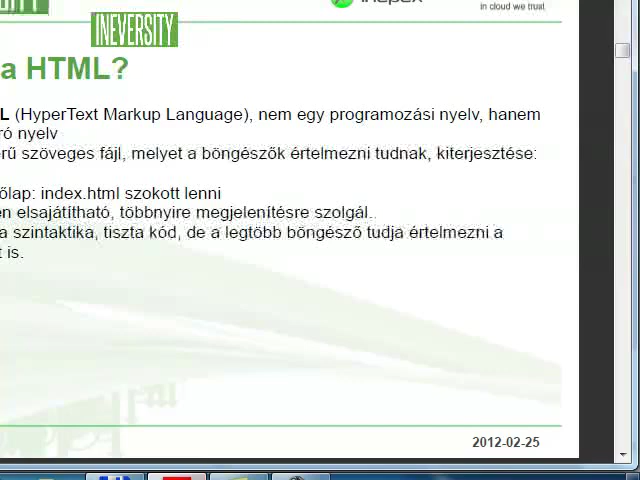 INEVERSITY
in cloud we trust
a HTML?
L (HyperText Markup Language), nem egy programozási nyelv, hanem
ró nyelv
rű szöveges fájl, melyet a böngészők értelmezni tudnak, kiterjesztése:
őlap: index.html szokott lenni
en elsajátítható, többnyire megjelenítésre szolgál.
a szintaktika, tiszta kód, de a legtöbb böngésző tudja értelmezni a
t is.
2012-02-25